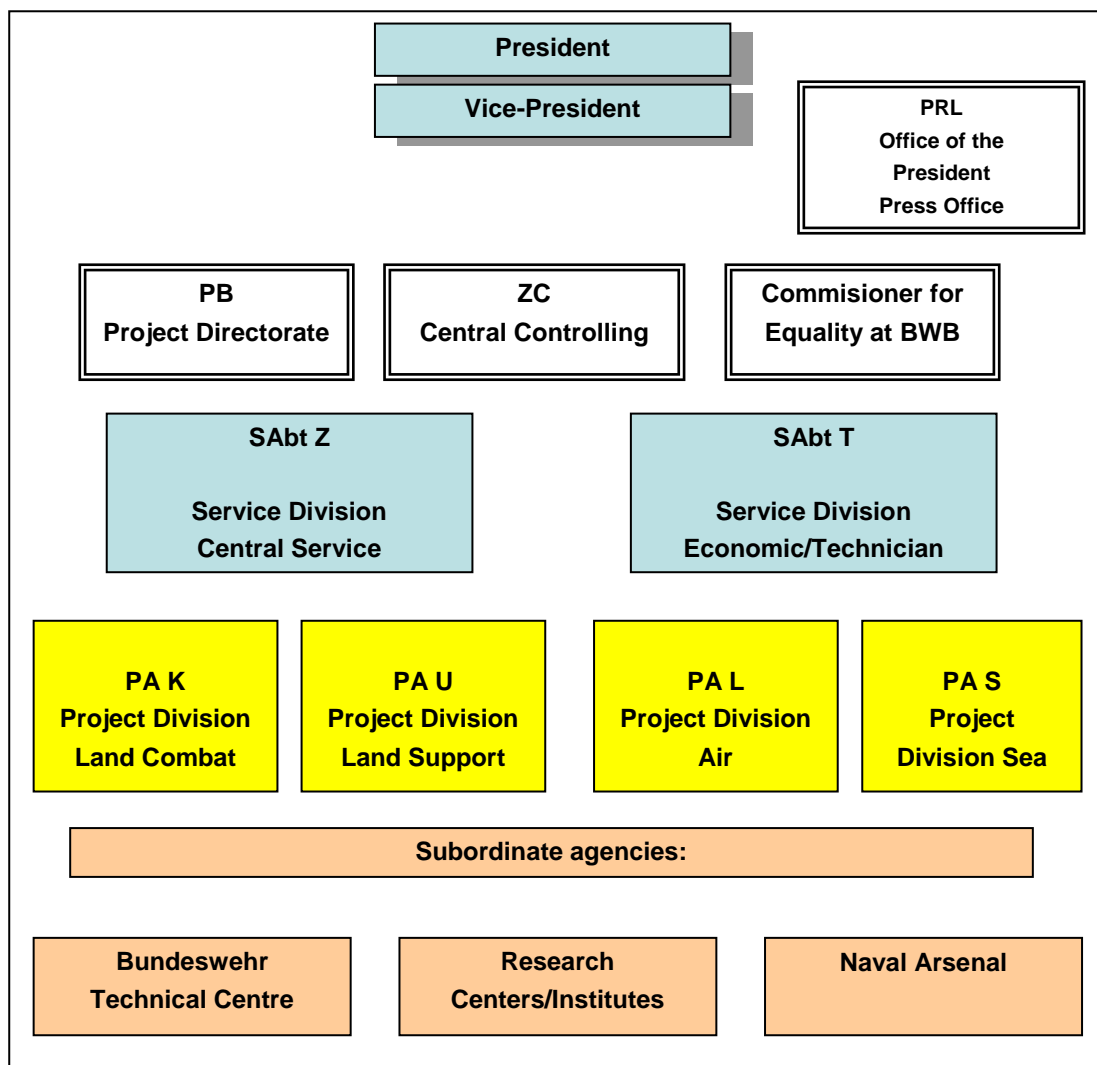 President
Vice-President
PRL
Office of the
President
Press Office
PB
Project Directorate
ZC
Central Controlling
Commisioner for
Equality at BWB
SAbt Z
Service Division
Central Service
SAbt T
Service Division
Economic/Technician
PA K
Project Division
Land Combat
PA U
Project Division
Land Support
PA L
Project Division
Air
PA S
Project
Division Sea
Subordinate agencies:
Bundeswehr
Technical Centre
Research
Centers/Institutes
Naval Arsenal